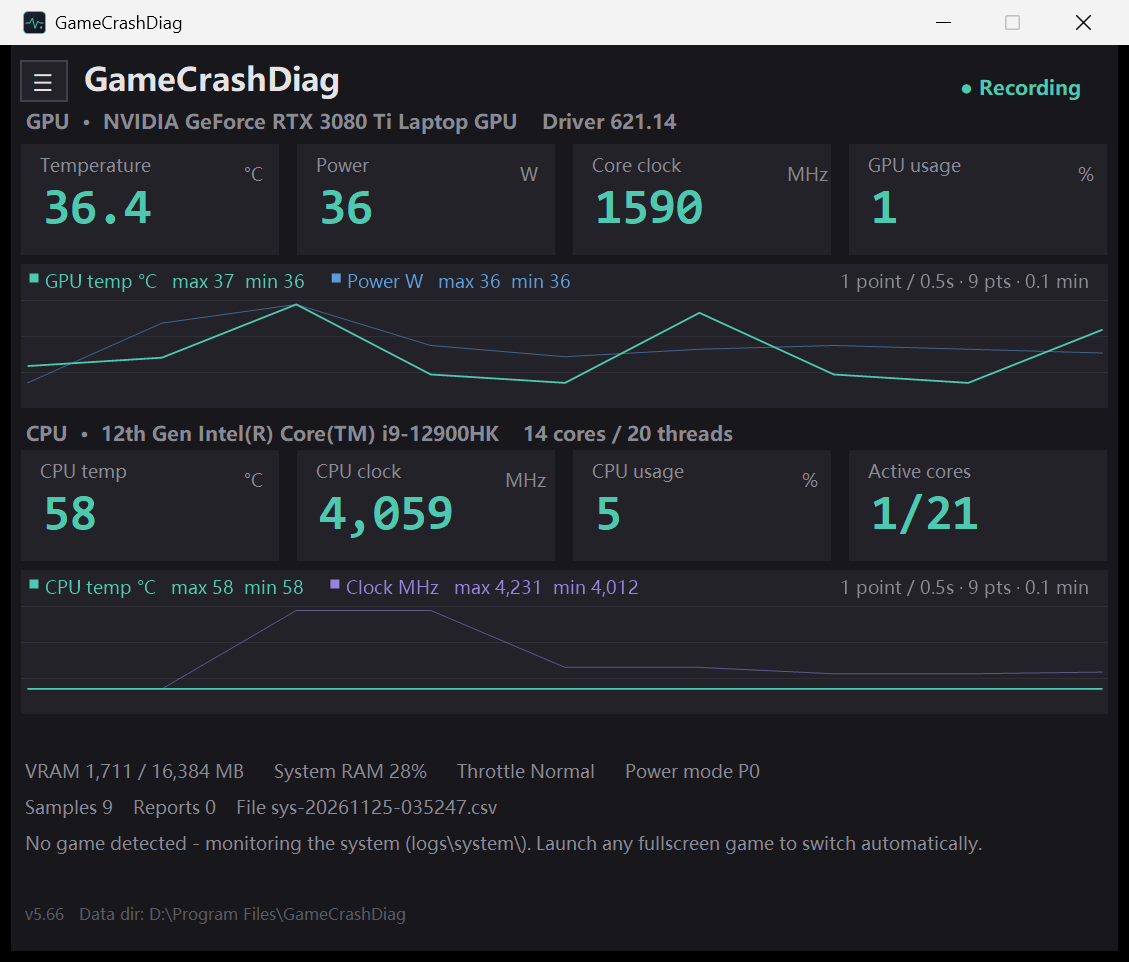 GameCrashDiag
☰ GameCrashDiag
● Recording
GPU • NVIDIA GeForce RTX 3080 Ti Laptop GPU Driver 621.14
Temperature °C
36.4
Power W
36
Core clock MHz
1590
GPU usage %
1
GPU temp °C max 37 min 36 Power W max 36 min 36 1 point / 0.5s · 9 pts · 0.1 min
CPU • 12th Gen Intel(R) Core(TM) i9-12900HK 14 cores / 20 threads
CPU temp °C
58
CPU clock MHz
4,059
CPU usage %
5
Active cores
1/21
CPU temp °C max 58 min 58 Clock MHz max 4,231 min 4,012 1 point / 0.5s · 9 pts · 0.1 min
VRAM 1,711 / 16,384 MB System RAM 28% Throttle Normal Power mode P0
Samples 9 Reports 0 File sys-20261125-035247.csv
No game detected - monitoring the system (logs\system\). Launch any fullscreen game to switch automatically.
v5.66 Data dir: D:\Program Files\GameCrashDiag